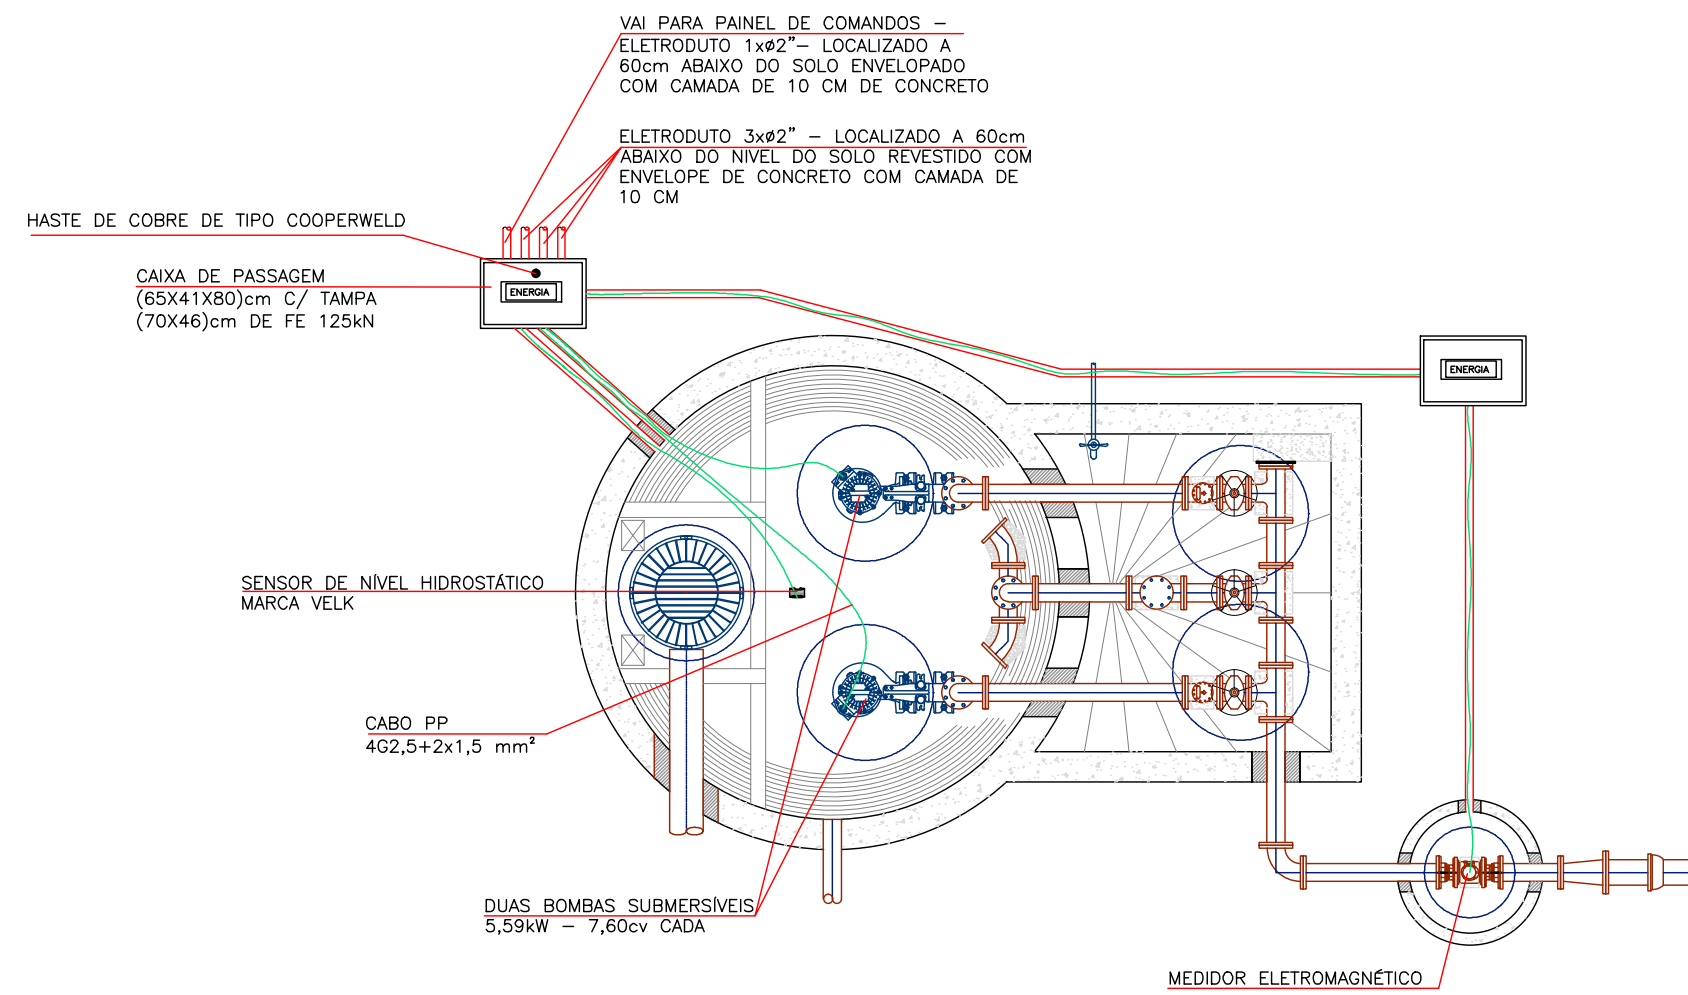 VAI PARA PAINEL DE COMANDOS –
ELETRODUTO 1xø2”– LOCALIZADO A
60cm ABAIXO DO SOLO ENVELOPADO
COM CAMADA DE 10 CM DE CONCRETO
ELETRODUTO 3xø2” – LOCALIZADO A 60cm
ABAIXO DO NIVEL DO SOLO REVESTIDO COM
ENVELOPE DE CONCRETO COM CAMADA DE
10 CM
HASTE DE COBRE DE TIPO COOPERWELD
CAIXA DE PASSAGEM
(65X41X80)cm C/ TAMPA
(70X46)cm DE FE 125kN
ENERGIA
ENERGIA
SENSOR DE NÍVEL HIDROSTÁTICO
MARCA VELK
CABO PP
4G2,5+2x1,5 mm²
DUAS BOMBAS SUBMERSÍVEIS
5,59kW – 7,60cv CADA
MEDIDOR ELETROMAGNÉTICO